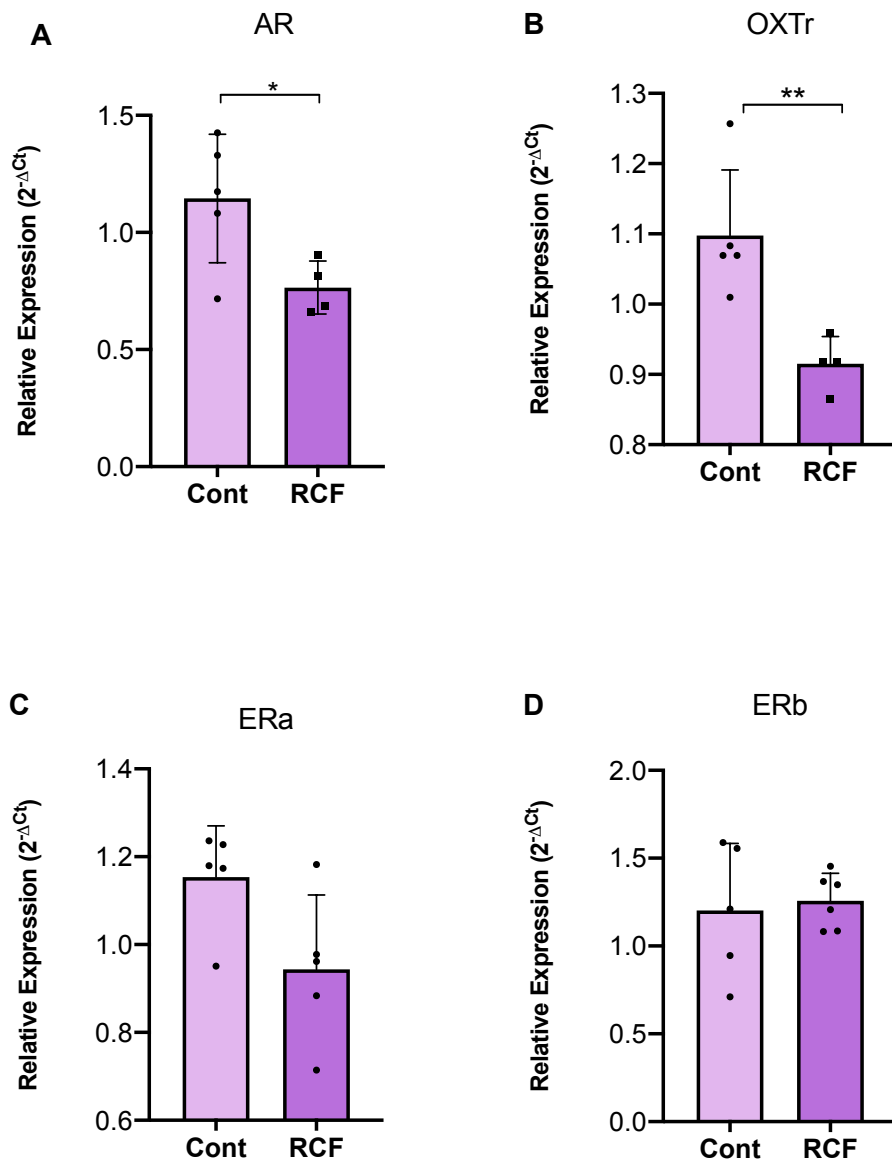 A
AR
*
Relative Expression (2^-ΔCt)
1.5
1.0
0.5
0.0
Cont
RCF
B
OXTr
**
Relative Expression (2^-ΔCt)
1.3
1.2
1.1
1.0
0.9
0.8
Cont
RCF
C
ERa
Relative Expression (2^-ΔCt)
1.4
1.2
1.0
0.8
0.6
Cont
RCF
D
ERb
Relative Expression (2^-ΔCt)
2.0
1.5
1.0
0.5
0.0
Cont
RCF